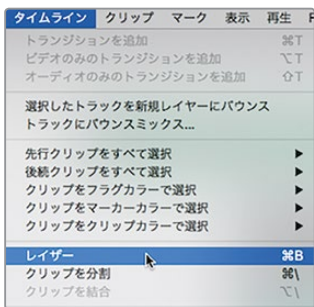 タイムライン クリップ マーク 表示 再生 F
トランジションを追加 ⌘T
ビデオのみのトランジションを追加 ⌥T
オーディオのみのトランジションを追加 ⇧T
選択したトラックを新規レイヤーにバウンス
トラックにバウンスミックス...
先行クリップをすべて選択 ▶
後続クリップをすべて選択 ▶
クリップをフラグカラーで選択 ▶
クリップをマーカーカラーで選択 ▶
クリップをクリップカラーで選択 ▶
レイザー ⌘B
クリップを分割 ⌘\
クリップを結合 ⌥\